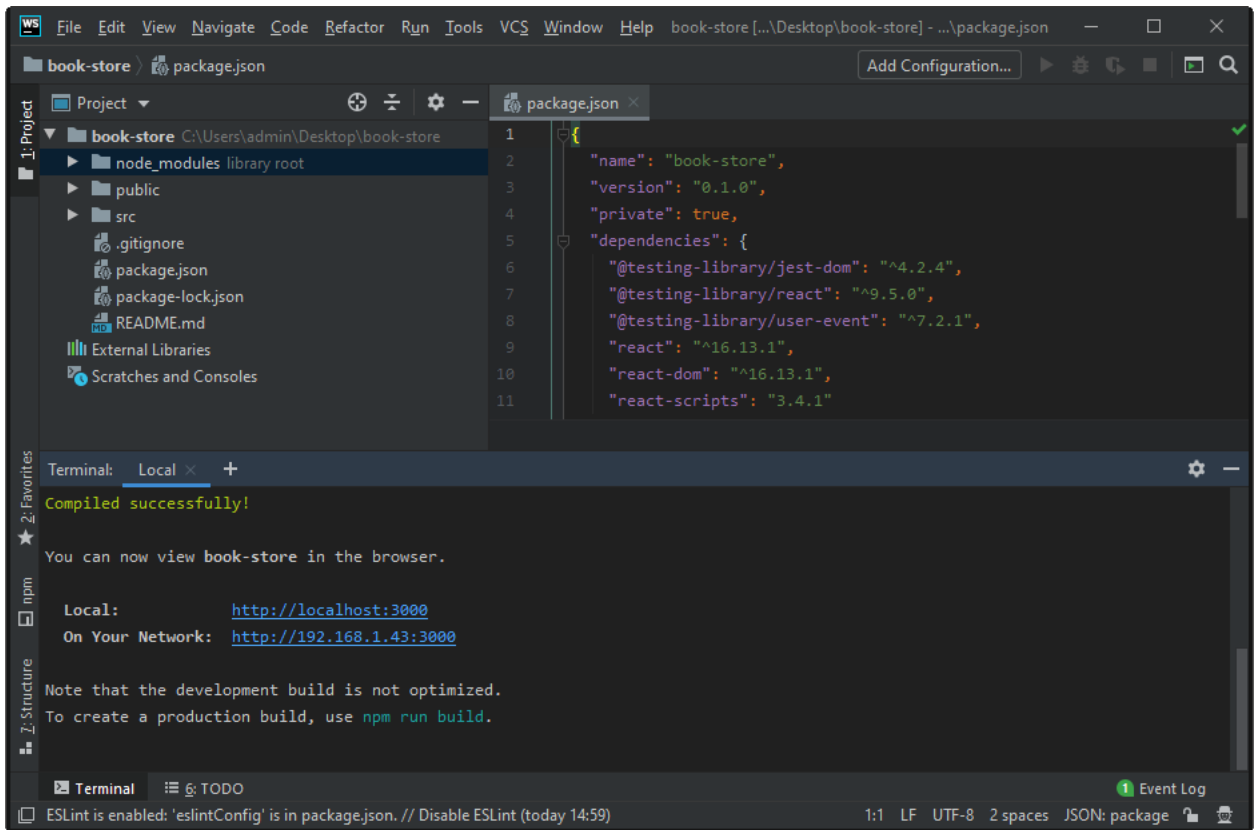 WS File Edit View Navigate Code Refactor Run Tools VCS Window Help book-store [...\Desktop\book-store] - ...\package.json
book-store package.json Add Configuration...
1: Project
Project
package.json
book-store C:\Users\admin\Desktop\book-store
node_modules library root
public
src
.gitignore
package.json
package-lock.json
MD README.md
External Libraries
Scratches and Consoles
1 {
2 "name": "book-store",
3 "version": "0.1.0",
4 "private": true,
5 "dependencies": {
6 "@testing-library/jest-dom": "^4.2.4",
7 "@testing-library/react": "^9.5.0",
8 "@testing-library/user-event": "^7.2.1",
9 "react": "^16.13.1",
10 "react-dom": "^16.13.1",
11 "react-scripts": "3.4.1"
2: Favorites
npm
7: Structure
Terminal: Local
Compiled successfully!
You can now view book-store in the browser.
Local: http://localhost:3000
On Your Network: http://192.168.1.43:3000
Note that the development build is not optimized.
To create a production build, use npm run build.
Terminal 6: TODO 1 Event Log
ESLint is enabled: 'eslintConfig' is in package.json. // Disable ESLint (today 14:59) 1:1 LF UTF-8 2 spaces JSON: package